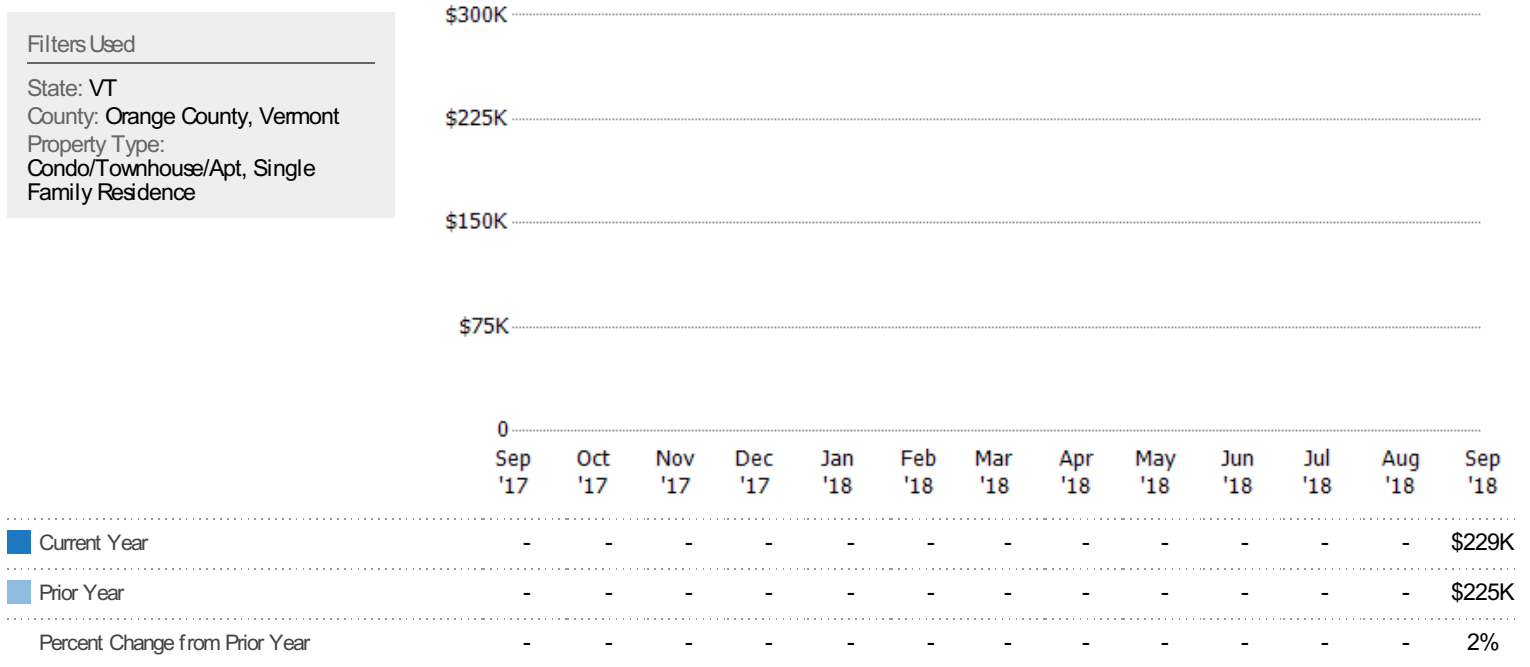 Filters Used
State: VT
County: Orange County, Vermont
Property Type:
Condo/Townhouse/Apt, Single
Family Residence
$300K
$225K
$150K
$75K
0
Sep Oct Nov Dec Jan Feb Mar Apr May Jun Jul Aug Sep
'17 '17 '17 '17 '18 '18 '18 '18 '18 '18 '18 '18 '18
Current Year - - - - - - - - - - - - $229K
Prior Year - - - - - - - - - - - - $225K
Percent Change from Prior Year - - - - - - - - - - - - 2%